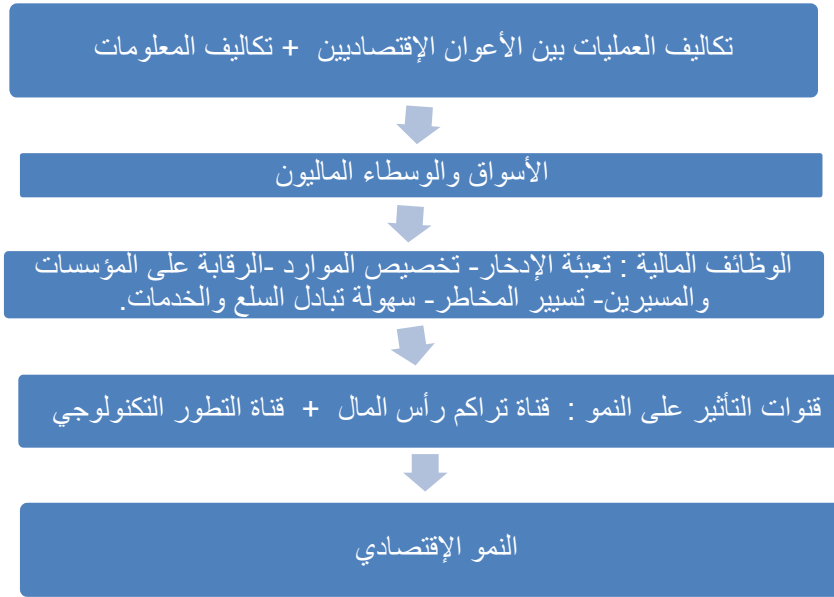 تكاليف العمليات بين الأعوان الإقتصاديين + تكاليف المعلومات
الأسواق والوسطاء الماليون
الوظائف المالية : تعبئة الإدخار- تخصيص الموارد -الرقابة على المؤسسات
والمسيرين- تسيير المخاطر- سهولة تبادل السلع والخدمات.
قنوات التأثير على النمو : قناة تراكم رأس المال + قناة التطور التكنولوجي
النمو الإقتصادي